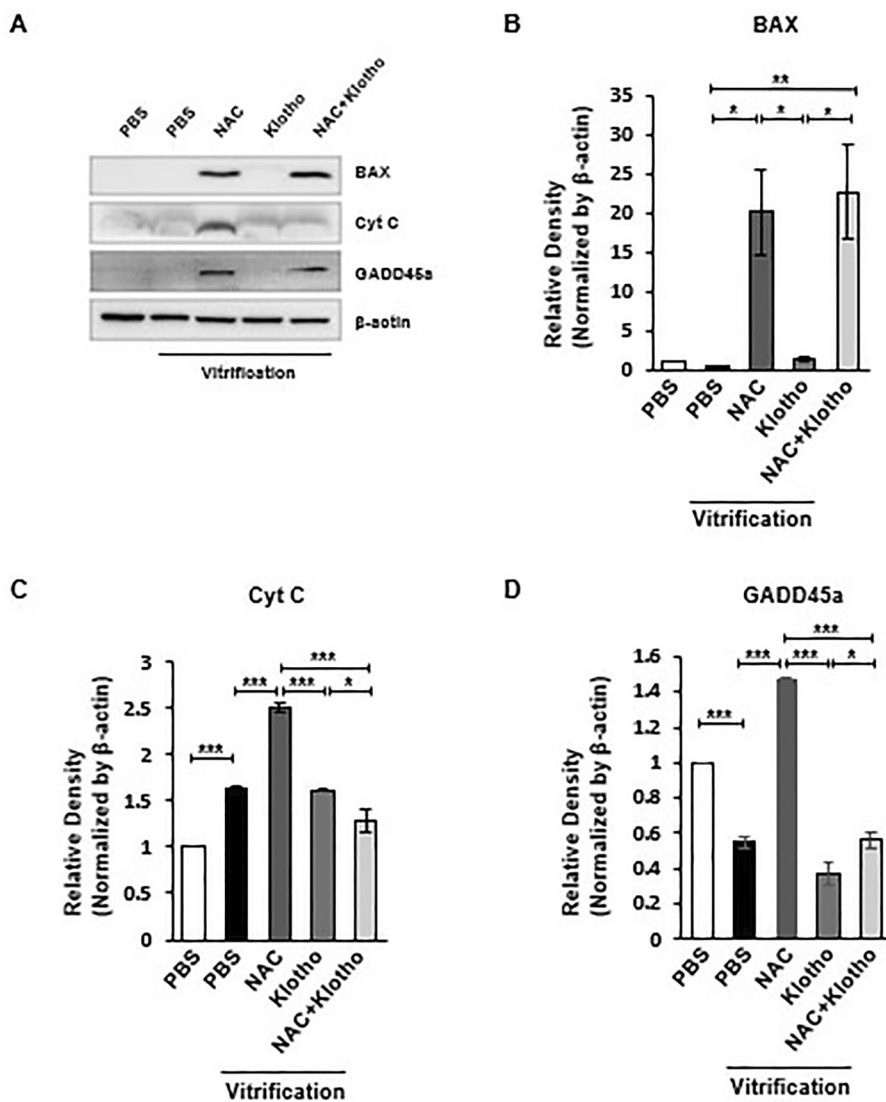 A
PBS
PBS
NAC
Klotho
NAC+Klotho
BAX
Cyt C
GADD45a
β-actin
Vitrification
B
BAX
**
* * *
35
30
25
20
15
10
5
0
Relative Density
(Normalized by β-actin)
PBS
PBS
NAC
Klotho
NAC+Klotho
Vitrification
C
Cyt C
***
*** *** *
***
3
2.5
2
1.5
1
0.5
0
Relative Density
(Normalized by β-actin)
PBS
PBS
NAC
Klotho
NAC+Klotho
Vitrification
D
GADD45a
***
*** *** *
***
1.6
1.4
1.2
1
0.8
0.6
0.4
0.2
0
Relative Density
(Normalized by β-actin)
PBS
PBS
NAC
Klotho
NAC+Klotho
Vitrification